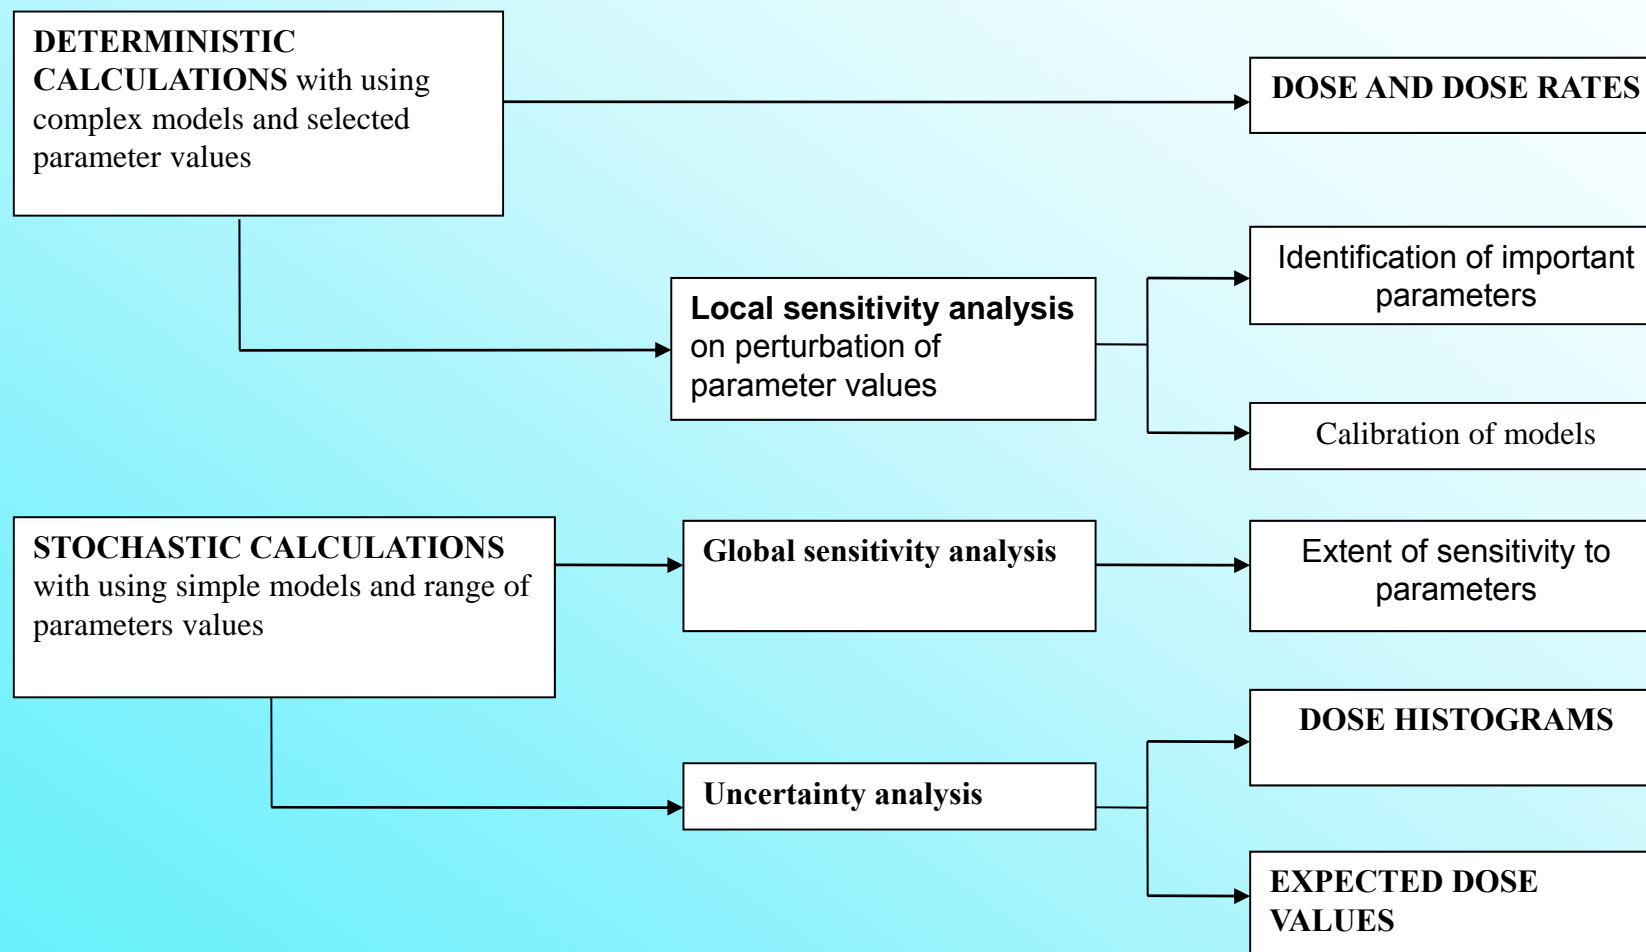 DETERMINISTIC
CALCULATIONS with using
complex models and selected
parameter values
DOSE AND DOSE RATES
Local sensitivity analysis
on perturbation of
parameter values
Identification of important
parameters
Calibration of models
STOCHASTIC CALCULATIONS
with using simple models and range of
parameters values
Global sensitivity analysis
Extent of sensitivity to
parameters
Uncertainty analysis
DOSE HISTOGRAMS
EXPECTED DOSE
VALUES